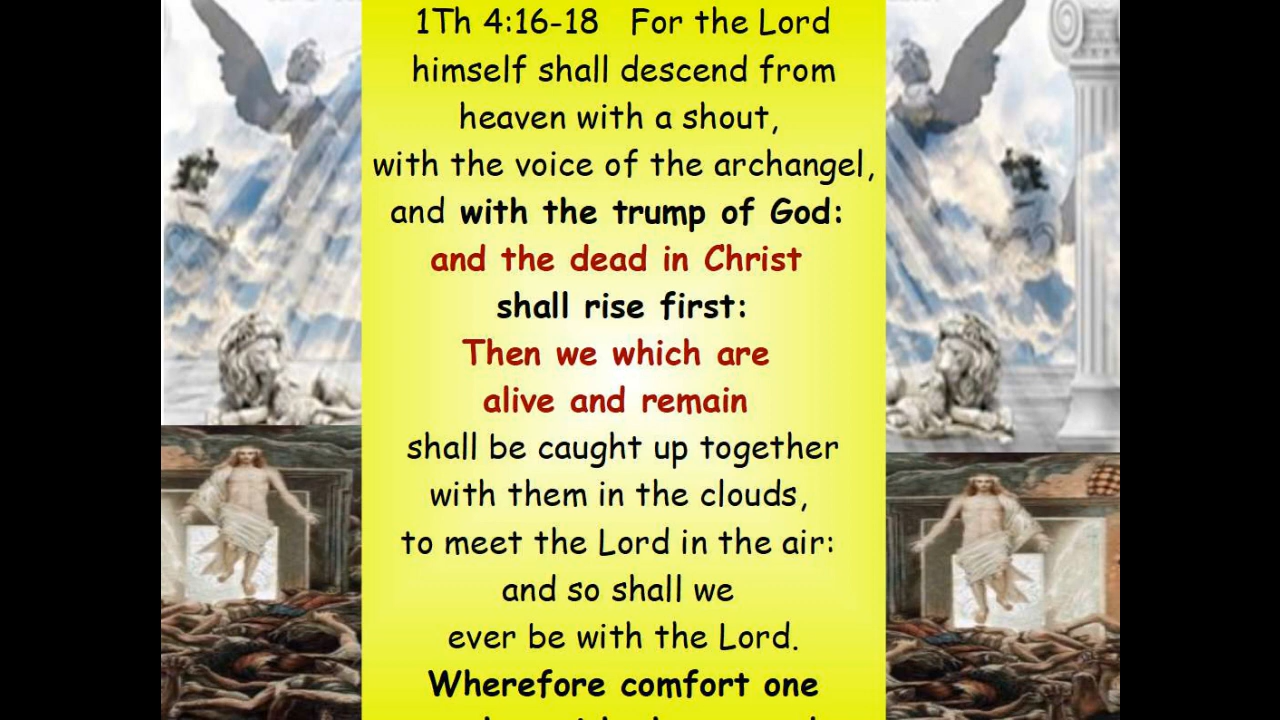 1Th 4:16-18 For the Lord
himself shall descend from
heaven with a shout,
with the voice of the archangel,
and with the trump of God:
and the dead in Christ
shall rise first:
Then we which are
alive and remain
shall be caught up together
with them in the clouds,
to meet the Lord in the air:
and so shall we
ever be with the Lord.
Wherefore comfort one